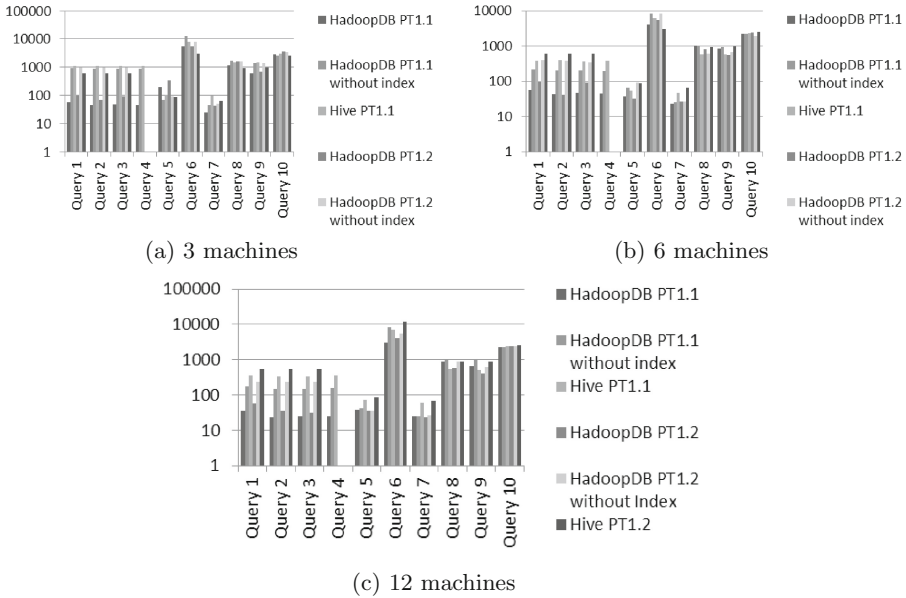 100000
10000
1000
100
10
1
Query 1
Query 2
Query 3
Query 4
Query 5
Query 6
Query 7
Query 8
Query 9
Query 10
HadoopDB PT1.1
HadoopDB PT1.1
without index
Hive PT1.1
HadoopDB PT1.2
HadoopDB PT1.2
without index
(a) 3 machines
10000
1000
100
10
1
Query 1
Query 2
Query 3
Query 4
Query 5
Query 6
Query 7
Query 8
Query 9
Query 10
HadoopDB PT1.1
HadoopDB PT1.1
without index
Hive PT1.1
HadoopDB PT1.2
HadoopDB PT1.2
without index
(b) 6 machines
100000
10000
1000
100
10
1
Query 1
Query 2
Query 3
Query 4
Query 5
Query 6
Query 7
Query 8
Query 9
Query 10
HadoopDB PT1.1
HadoopDB PT1.1
without index
Hive PT1.1
HadoopDB PT1.2
HadoopDB PT1.2
without Index
Hive PT1.2
(c) 12 machines